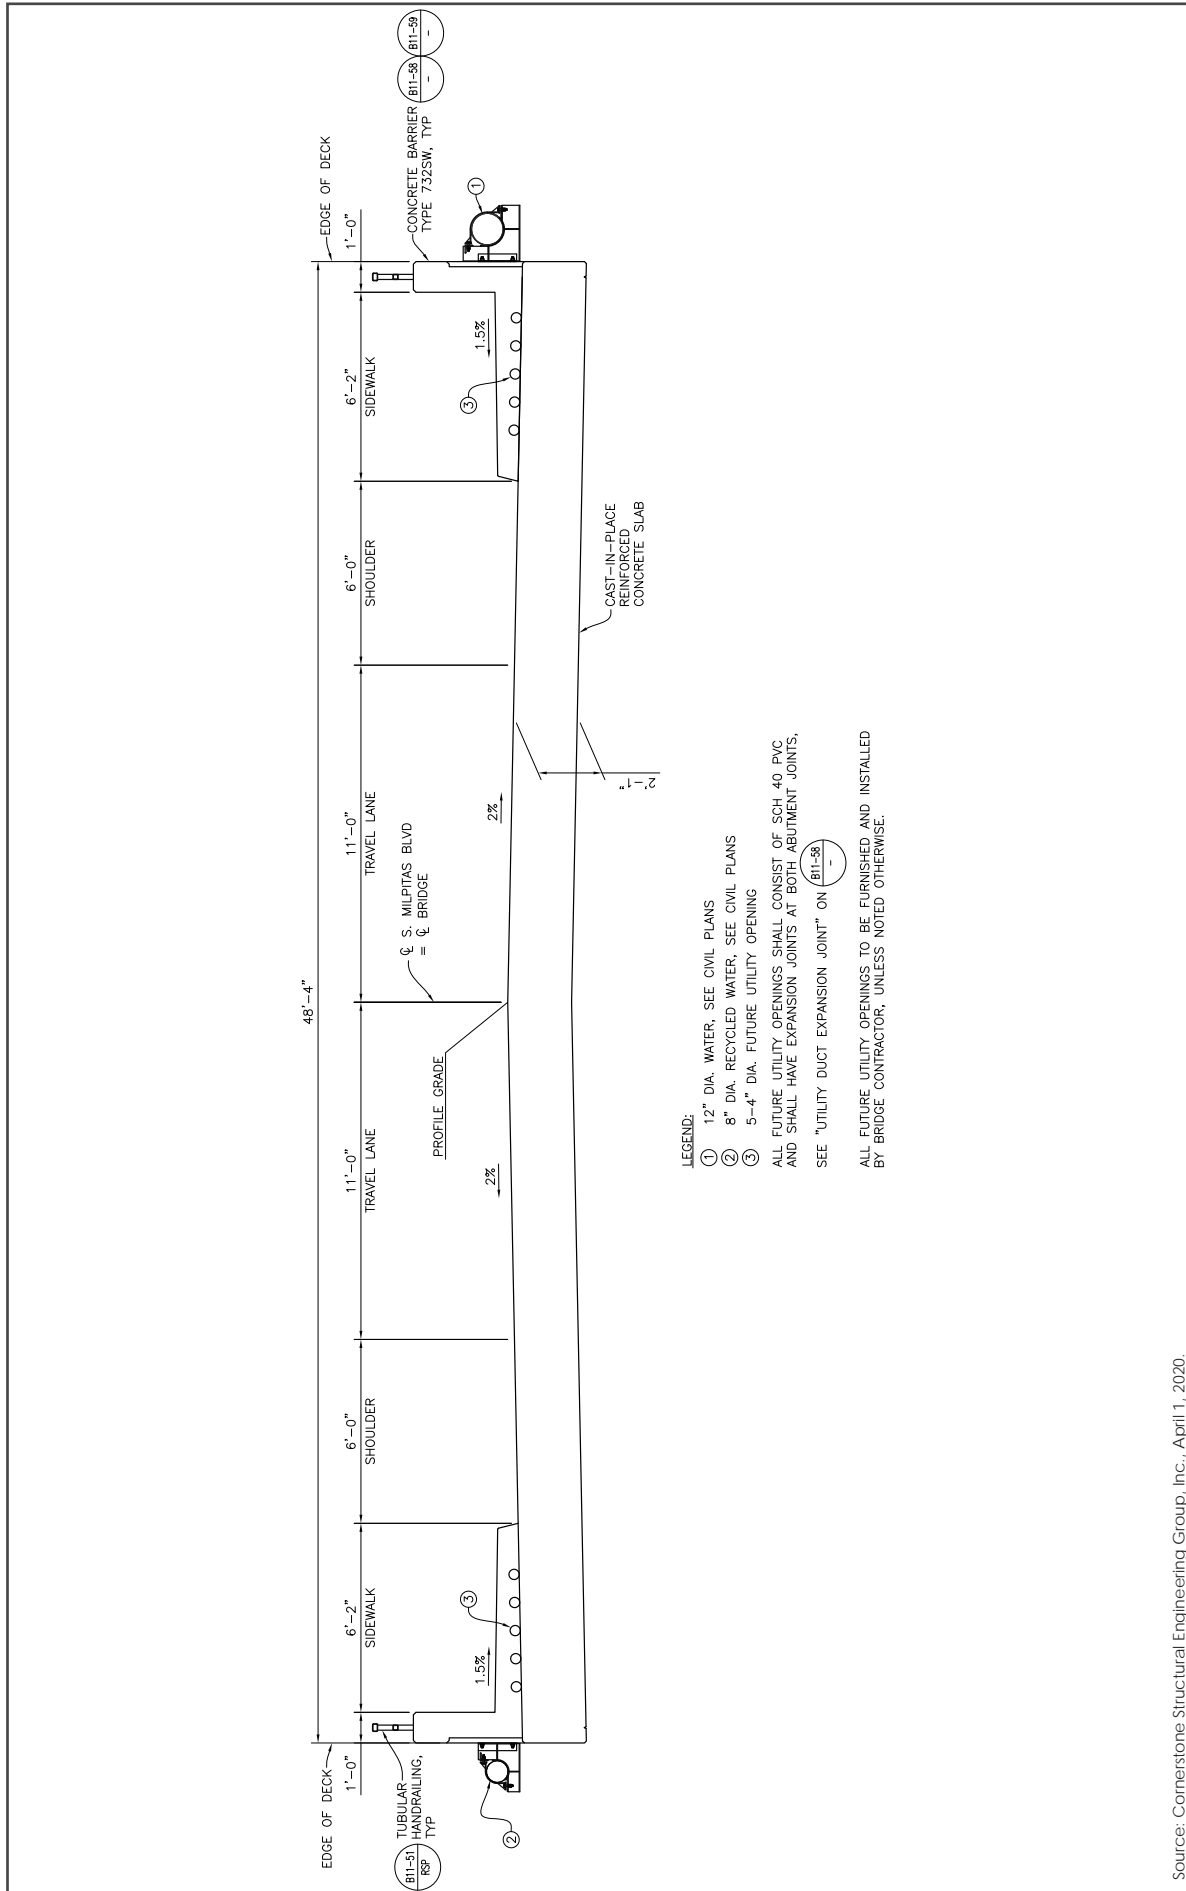 48'-4"
EDGE OF DECK
1'-0"
6'-2"
SIDEWALK
6'-0"
SHOULDER
11'-0"
TRAVEL LANE
11'-0"
TRAVEL LANE
6'-0"
SHOULDER
6'-2"
SIDEWALK
1'-0"
EDGE OF DECK
B11-51
RSP
TUBULAR
HANDRAILING,
TYP
PROFILE GRADE
℄ S. MILPITAS BLVD
= ℄ BRIDGE
CONCRETE BARRIER
TYPE 732SW, TYP
B11-58
-
B11-59
-
2
1.5%
3
2%
2%
3
1.5%
1
2'-1"
CAST-IN-PLACE
REINFORCED
CONCRETE SLAB
LEGEND:
1 12" DIA. WATER, SEE CIVIL PLANS
2 8" DIA. RECYCLED WATER, SEE CIVIL PLANS
3 5-4" DIA. FUTURE UTILITY OPENING
ALL FUTURE UTILITY OPENINGS SHALL CONSIST OF SCH 40 PVC
AND SHALL HAVE EXPANSION JOINTS AT BOTH ABUTMENT JOINTS,
SEE "UTILITY DUCT EXPANSION JOINT" ON B11-58
-
ALL FUTURE UTILITY OPENINGS TO BE FURNISHED AND INSTALLED
BY BRIDGE CONTRACTOR, UNLESS NOTED OTHERWISE.
Source: Cornerstone Structural Engineering Group, Inc., April 1, 2020.